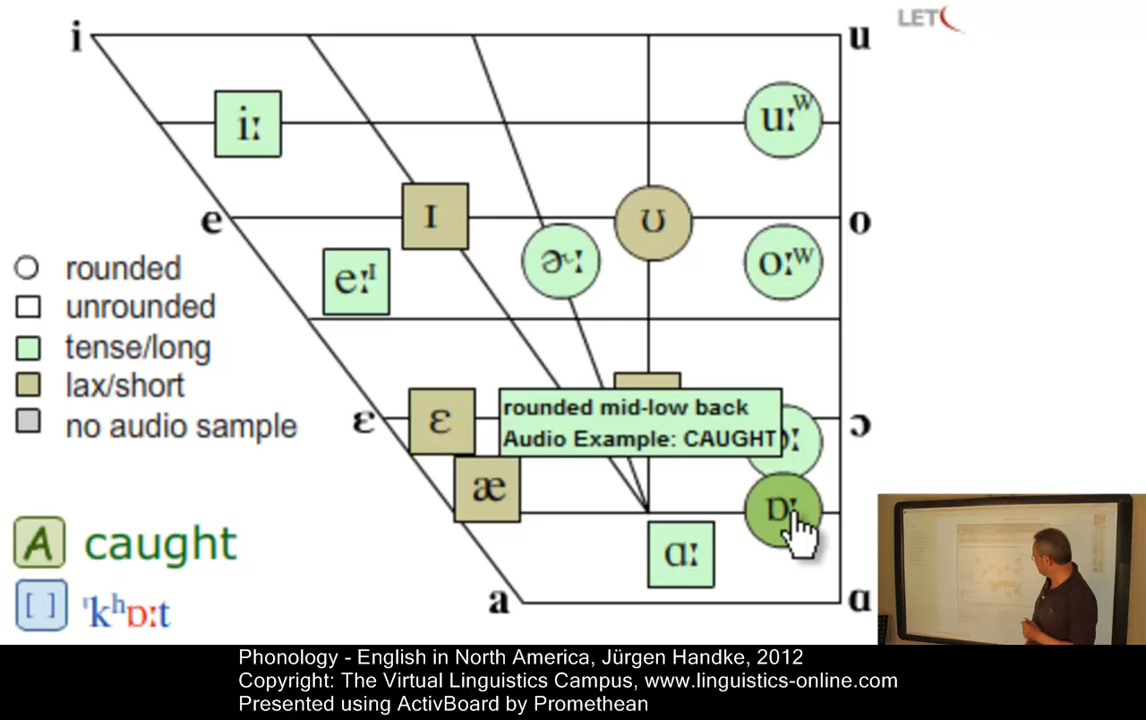 LET
i
u
iː
uːʷ
e
ɪ
ʊ
o
rounded
unrounded
tense/long
lax/short
no audio sample
eːᶦ
ɚː
oːʷ
rounded mid-low back
Audio Example: CAUGHT
ɛ
ɛ
ɔ
æ
ɒː
ɑː
a
ɑ
A caught
[ ] ˈkʰɒːt
Phonology - English in North America, Jürgen Handke, 2012
Copyright: The Virtual Linguistics Campus, www.linguistics-online.com
Presented using ActivBoard by Promethean